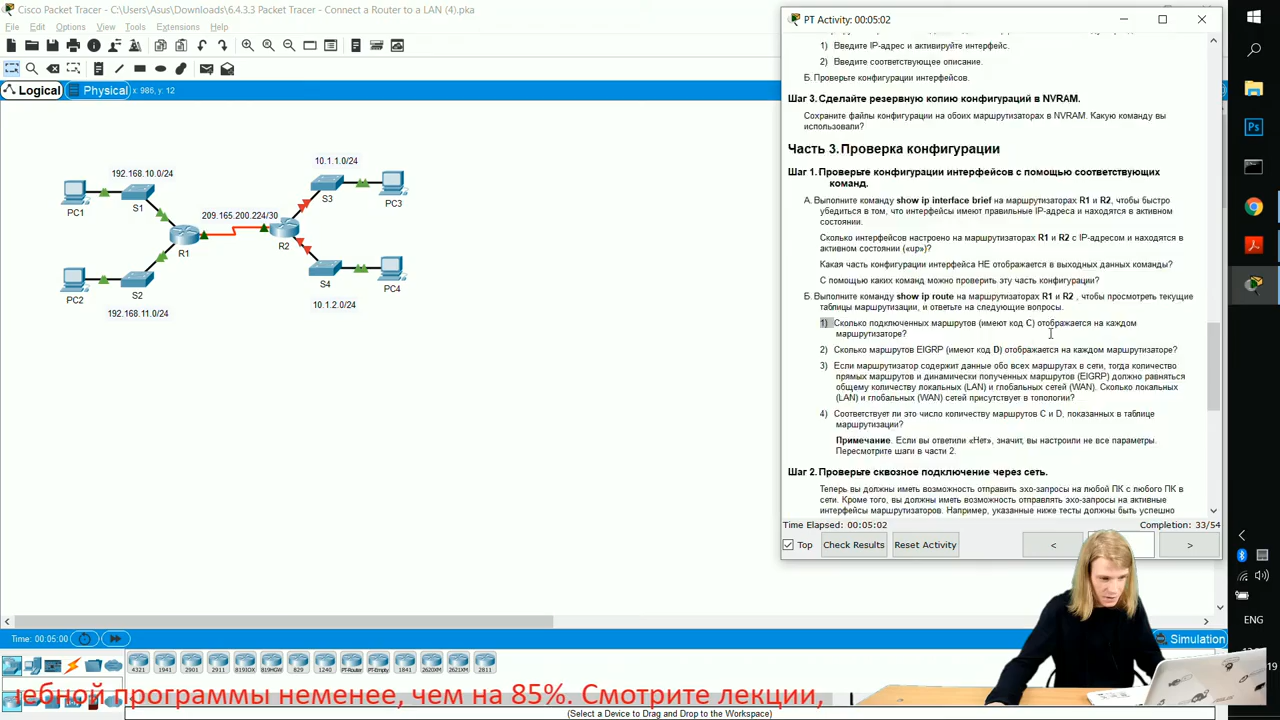 Cisco Packet Tracer - C:\Users\Asus\Downloads\6.4.3.3 Packet Tracer - Connect a Router to a LAN (4).pka
File Edit Options View Tools Extensions Help
Logical Physical x: 986, y: 12
192.168.10.0/24
PC1
S1
10.1.1.0/24
S3
PC3
209.165.200.224/30
R1
R2
PC2
S2
192.168.11.0/24
S4
PC4
10.1.2.0/24
PT Activity: 00:05:02
1) Введите IP-адрес и активируйте интерфейс.
2) Введите соответствующее описание.
Б. Проверьте конфигурации интерфейсов.
Шаг 3. Сделайте резервную копию конфигураций в NVRAM.
Сохраните файлы конфигурации на обоих маршрутизаторах в NVRAM. Какую команду вы
использовали?
Часть 3. Проверка конфигурации
Шаг 1. Проверьте конфигурации интерфейсов с помощью соответствующих
команд.
А. Выполните команду show ip interface brief на маршрутизаторах R1 и R2, чтобы быстро
убедиться в том, что интерфейсы имеют правильные IP-адреса и находятся в активном
состоянии.
Сколько интерфейсов настроено на маршрутизаторах R1 и R2 с IP-адресом и находятся в
активном состоянии («up»)?
Какая часть конфигурации интерфейса НЕ отображается в выходных данных команды?
С помощью каких команд можно проверить эту часть конфигурации?
Б. Выполните команду show ip route на маршрутизаторах R1 и R2 , чтобы просмотреть текущие
таблицы маршрутизации, и ответьте на следующие вопросы.
1) Сколько подключенных маршрутов (имеют код C) отображается на каждом
маршрутизаторе?
2) Сколько маршрутов EIGRP (имеют код D) отображается на каждом маршрутизаторе?
3) Если маршрутизатор содержит данные обо всех маршрутах в сети, тогда количество
прямых маршрутов и динамически полученных маршрутов (EIGRP) должно равняться
общему количеству локальных (LAN) и глобальных сетей (WAN). Сколько локальных
(LAN) и глобальных (WAN) сетей присутствует в топологии?
4) Соответствует ли это число количеству маршрутов C и D, показанных в таблице
маршрутизации?
Примечание. Если вы ответили «Нет», значит, вы настроили не все параметры.
Пересмотрите шаги в части 2.
Шаг 2. Проверьте сквозное подключение через сеть.
Теперь вы должны иметь возможность отправить эхо-запросы на любой ПК с любого ПК в
сети. Кроме того, вы должны иметь возможность отправлять эхо-запросы на активные
интерфейсы маршрутизаторов. Например, указанные ниже тесты должны быть успешно
Time Elapsed: 00:05:02 Completion: 33/54
Top Check Results Reset Activity < >
Time: 00:05:00 Simulation
4321 1941 2901 2911 819IOX 819HGW 829 1240 PT-Router PT-Empty 1841 2620XM 2621XM 2811
ENG
чебной программы неменее, чем на 85%. Смотрите лекции,
(Select a Device to Drag and Drop to the Workspace)